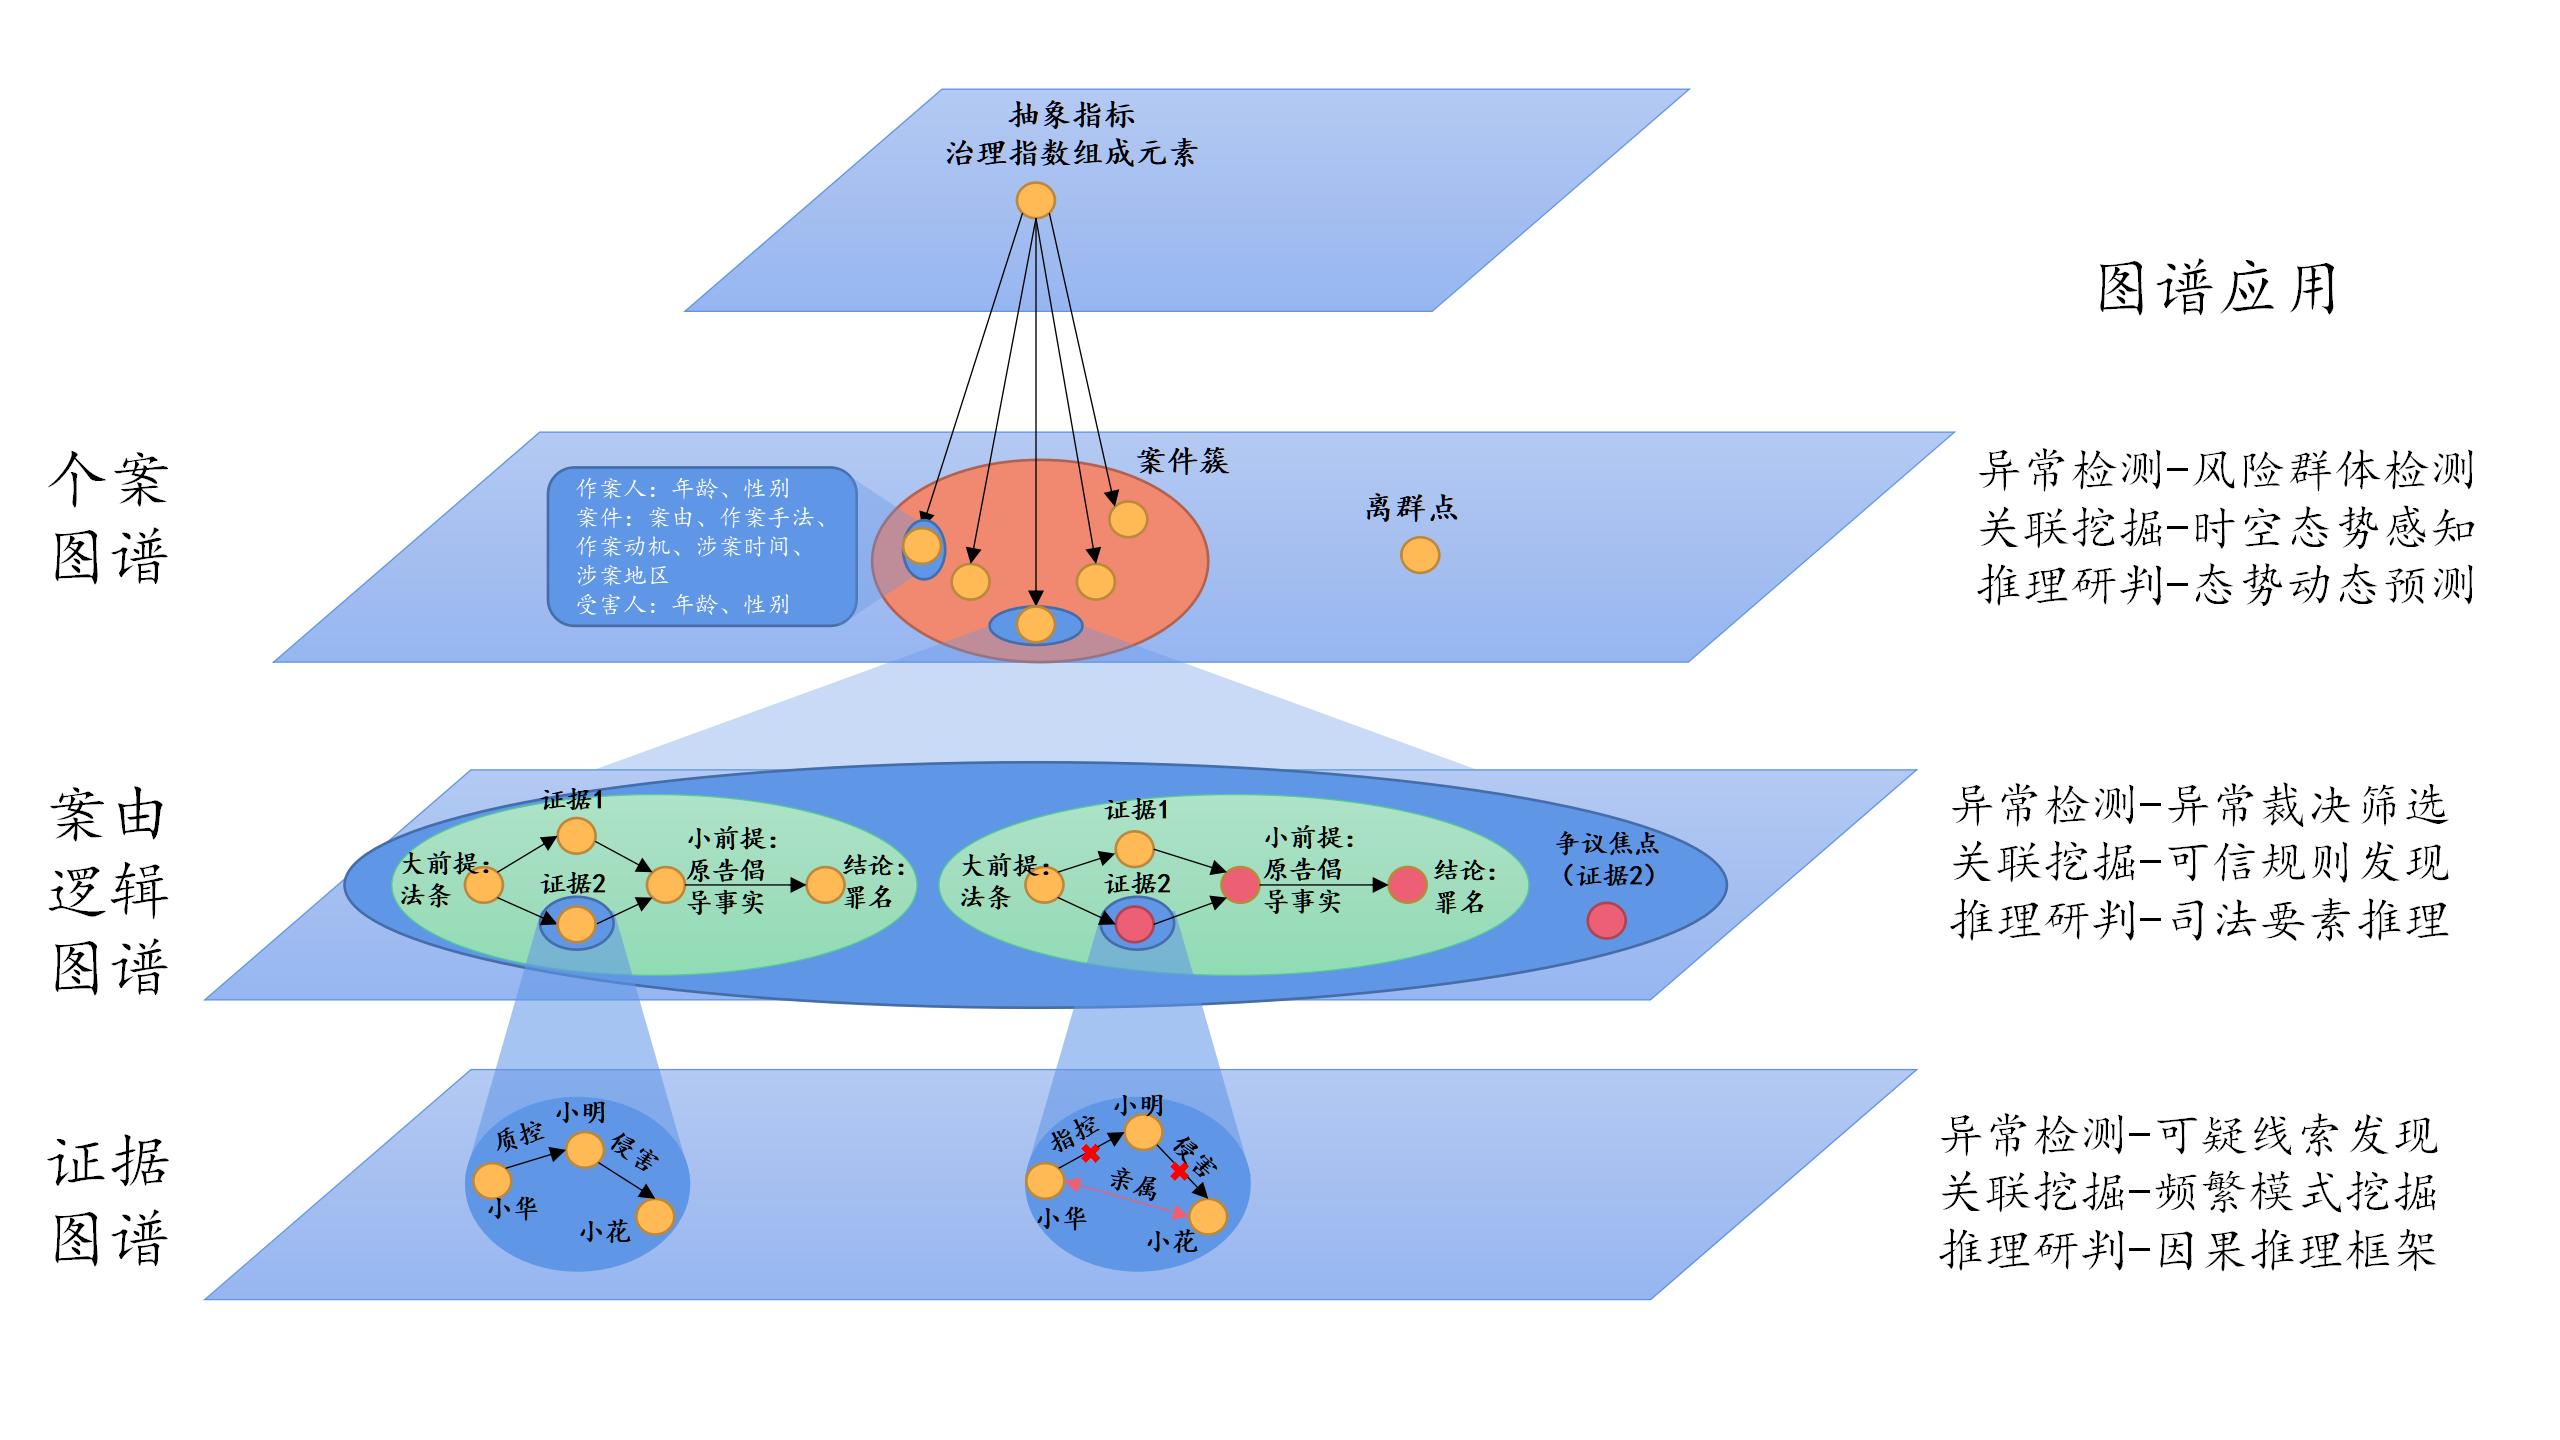 抽象指标
治理指数组成元素
图谱应用
个案
图谱
作案人：年龄、性别
案件：案由、作案手法、
作案动机、涉案时间、
涉案地区
受害人：年龄、性别
案件簇
离群点
异常检测-风险群体检测
关联挖掘-时空态势感知
推理研判-态势动态预测
案由
逻辑
图谱
证据1
大前提：
法条
证据2
小前提：
原告倡
导事实
结论：
罪名
证据1
大前提：
法条
证据2
小前提：
原告倡
导事实
结论：
罪名
争议焦点
（证据2）
异常检测-异常裁决筛选
关联挖掘-可信规则发现
推理研判-司法要素推理
证据
图谱
小明
质控
侵害
小华
小花
小明
指控
侵害
亲属
小华
小花
异常检测-可疑线索发现
关联挖掘-频繁模式挖掘
推理研判-因果推理框架